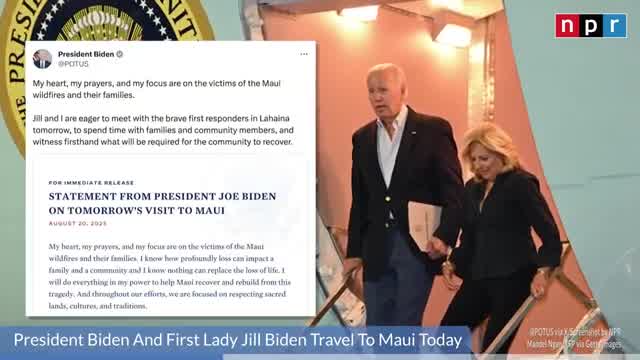 npr
President Biden
@POTUS
My heart, my prayers, and my focus are on the victims of the Maui
wildfires and their families.
Jill and I are eager to meet with the brave first responders in Lahaina
tomorrow, to spend time with families and community members, and
witness firsthand what will be required for the community to recover.
FOR IMMEDIATE RELEASE
STATEMENT FROM PRESIDENT JOE BIDEN
ON TOMORROW'S VISIT TO MAUI
AUGUST 20, 2023
My heart, my prayers, and my focus are on the victims of the Maui
wildfires and their families. I know how profoundly loss can impact a
family and a community and I know nothing can replace the loss of life. I
will do everything in my power to help Maui recover and rebuild from this
tragedy. And throughout our efforts, we are focused on respecting sacred
lands, cultures, and traditions.
@POTUS via X/Screenshot by NPR
Mandel Ngan/AFP via Getty Images
President Biden And First Lady Jill Biden Travel To Maui Today